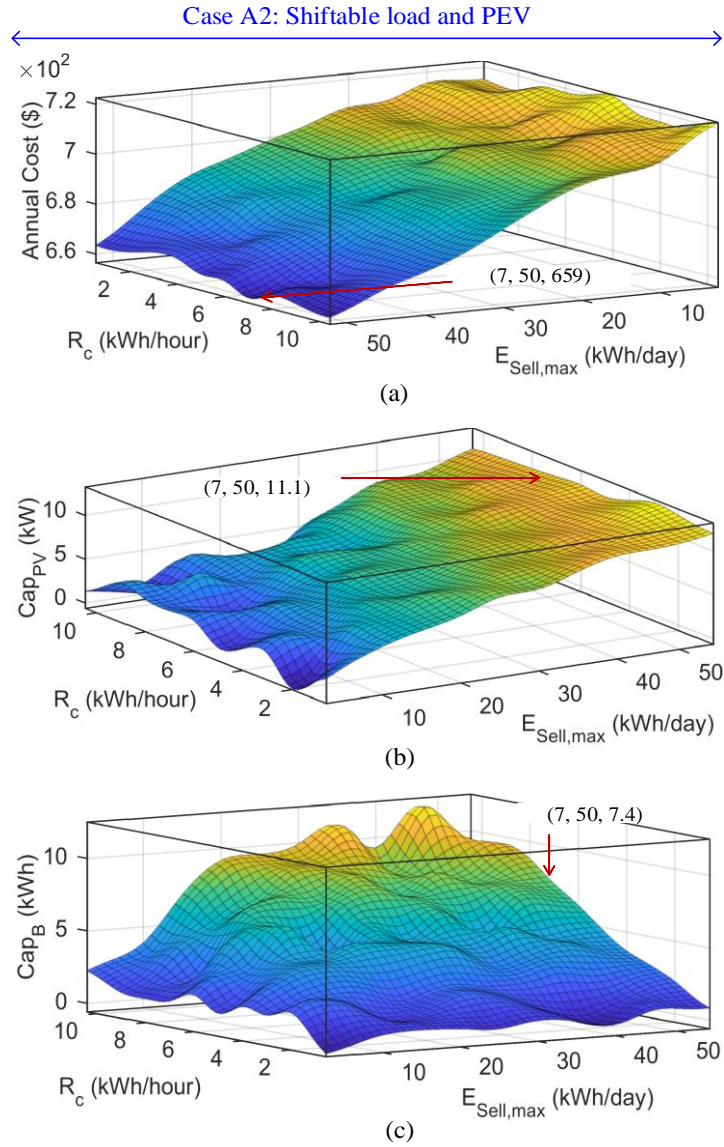 Case A2: Shiftable load and PEV
×10²
7.2
7
6.8
6.6
Annual Cost ($)
(7, 50, 659)
2
4
6
8
10
50
40
30
20
10
R_c (kWh/hour)
E_Sell,max (kWh/day)
(a)
10
5
0
Cap_PV (kW)
(7, 50, 11.1)
10
8
6
4
2
10
20
30
40
50
R_c (kWh/hour)
E_Sell,max (kWh/day)
(b)
(7, 50, 7.4)
10
5
0
Cap_B (kWh)
10
8
6
4
2
10
20
30
40
50
R_c (kWh/hour)
E_Sell,max (kWh/day)
(c)